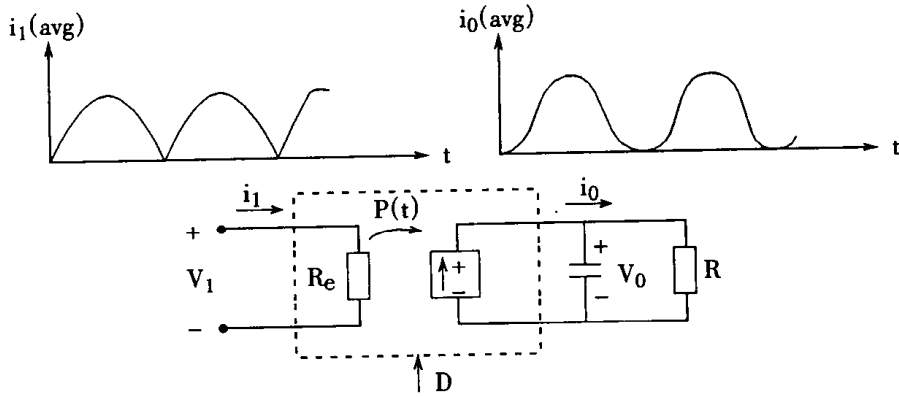 i₁(avg)
t
i₀(avg)
t
i₁
P(t)
i₀
+
V₁
−
Rₑ
+
−
+
V₀
−
R
D